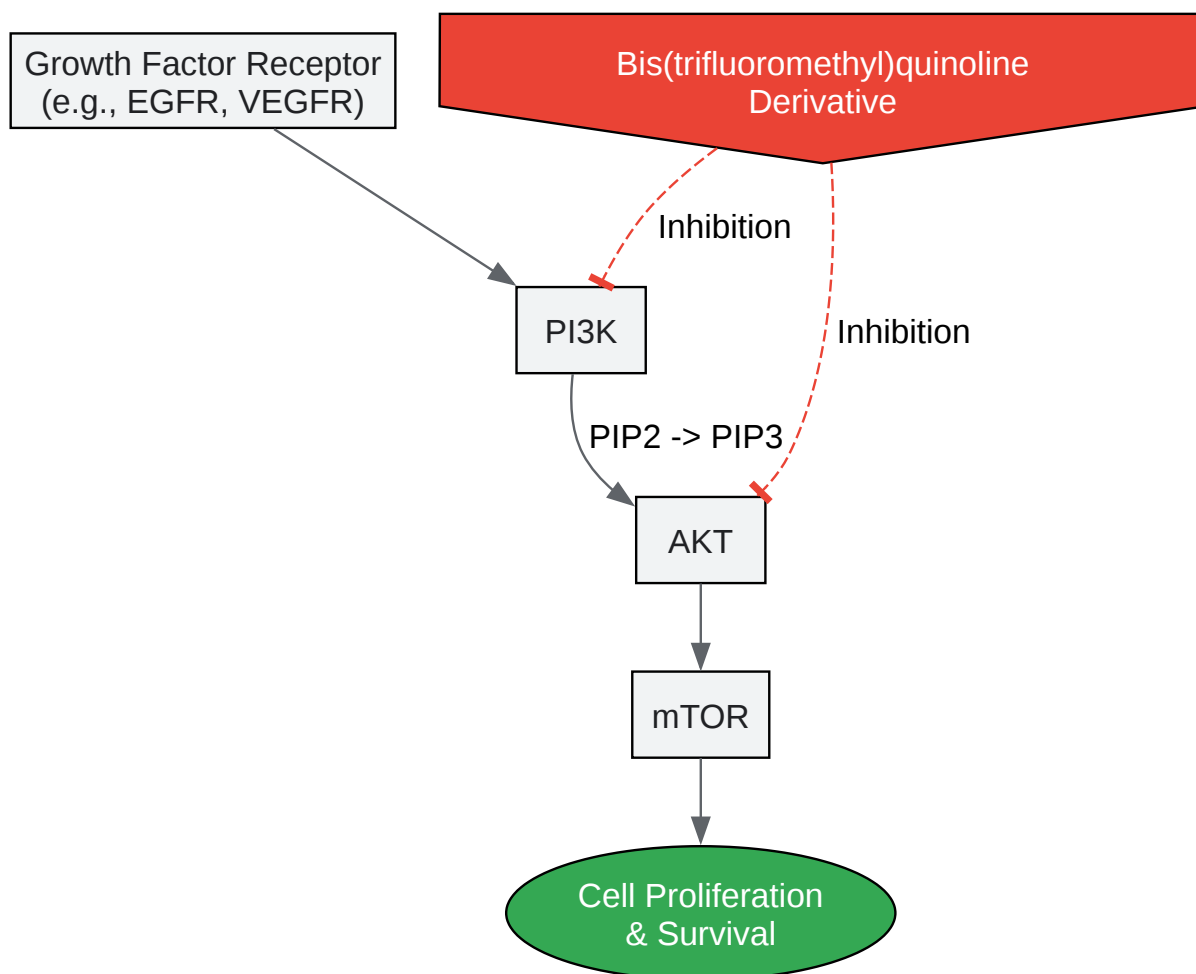 Growth Factor Receptor
(e.g., EGFR, VEGFR)
Bis(trifluoromethyl)quinoline
Derivative
Inhibition
PI3K
Inhibition
PIP2 -> PIP3
AKT
mTOR
Cell Proliferation
& Survival